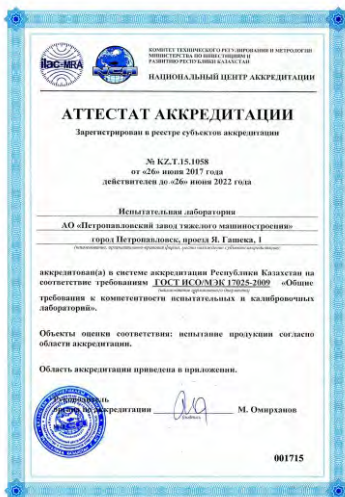 ilac-MRA
КОМИТЕТ ТЕХНИЧЕСКОГО РЕГУЛИРОВАНИЯ И МЕТРОЛОГИИ
МИНИСТЕРСТВА ПО ИНВЕСТИЦИЯМ И
РАЗВИТИЮ РЕСПУБЛИКИ КАЗАХСТАН
НАЦИОНАЛЬНЫЙ ЦЕНТР АККРЕДИТАЦИИ
АТТЕСТАТ АККРЕДИТАЦИИ
Зарегистрирован в реестре субъектов аккредитации
№ KZ.T.15.1058
от «26» июня 2017 года
действителен до «26» июня 2022 года
Испытательная лаборатория
АО «Петропавловский завод тяжелого машиностроения»
город Петропавловск, проезд Я. Гашека, 1
аккредитован(а) в системе аккредитации Республики Казахстан на
соответствие требованиям ГОСТ ИСО/МЭК 17025-2009 «Общие
требования к компетентности испытательных и калибровочных
лабораторий».
Объекты оценки соответствия: испытание продукции согласно
области аккредитации.
Область аккредитации приведена в приложении.
Руководитель
органа по аккредитации М. Омирханов
001715